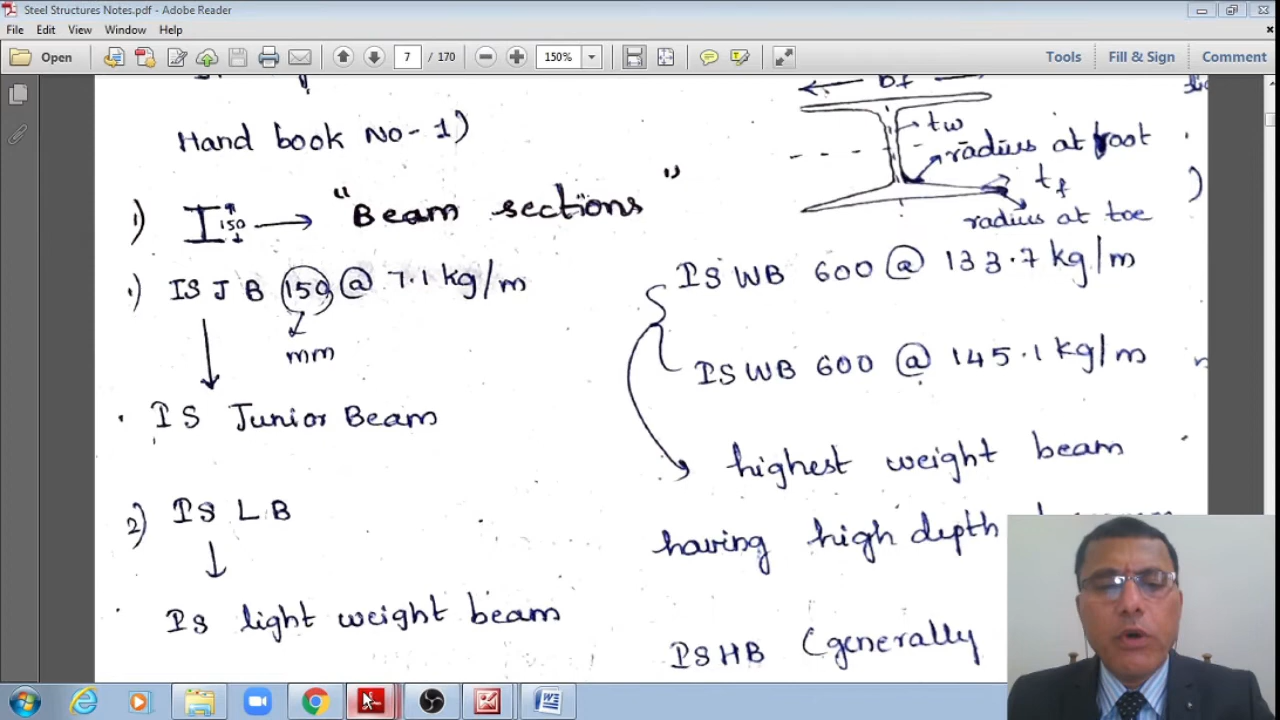 Steel Structures Notes.pdf - Adobe Reader
File Edit View Window Help
Open 7 / 170 150% Tools Fill & Sign Comment
Hand book No-1)
1) I 150 → "Beam sections"
.) ISJB 150 @ 7.1 kg/m
mm
IS Junior Beam
2) IS LB
IS light weight beam
bf
tw
radius at root
tf
radius at toe
ISWB 600 @ 133.7 kg/m
ISWB 600 @ 145.1 kg/m
highest weight beam
having high depth
ISHB (generally